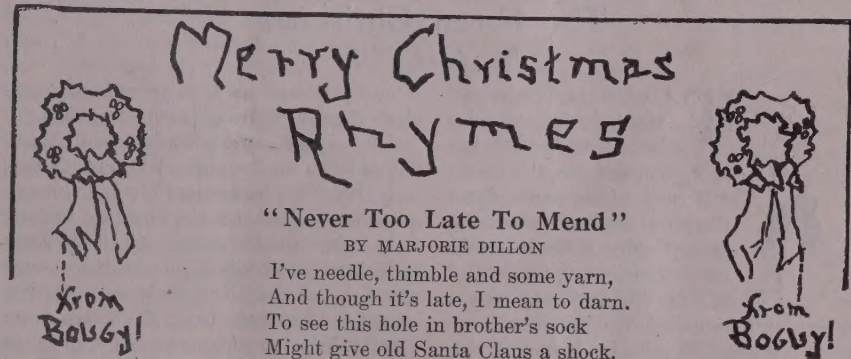 Merry Christmas
Rhymes
"Never Too Late To Mend"
BY MARJORIE DILLON
I've needle, thimble and some yarn,
And though it's late, I mean to darn.
To see this hole in brother's sock
Might give old Santa Claus a shock.
from
BOUGY!
from
BOGUY!